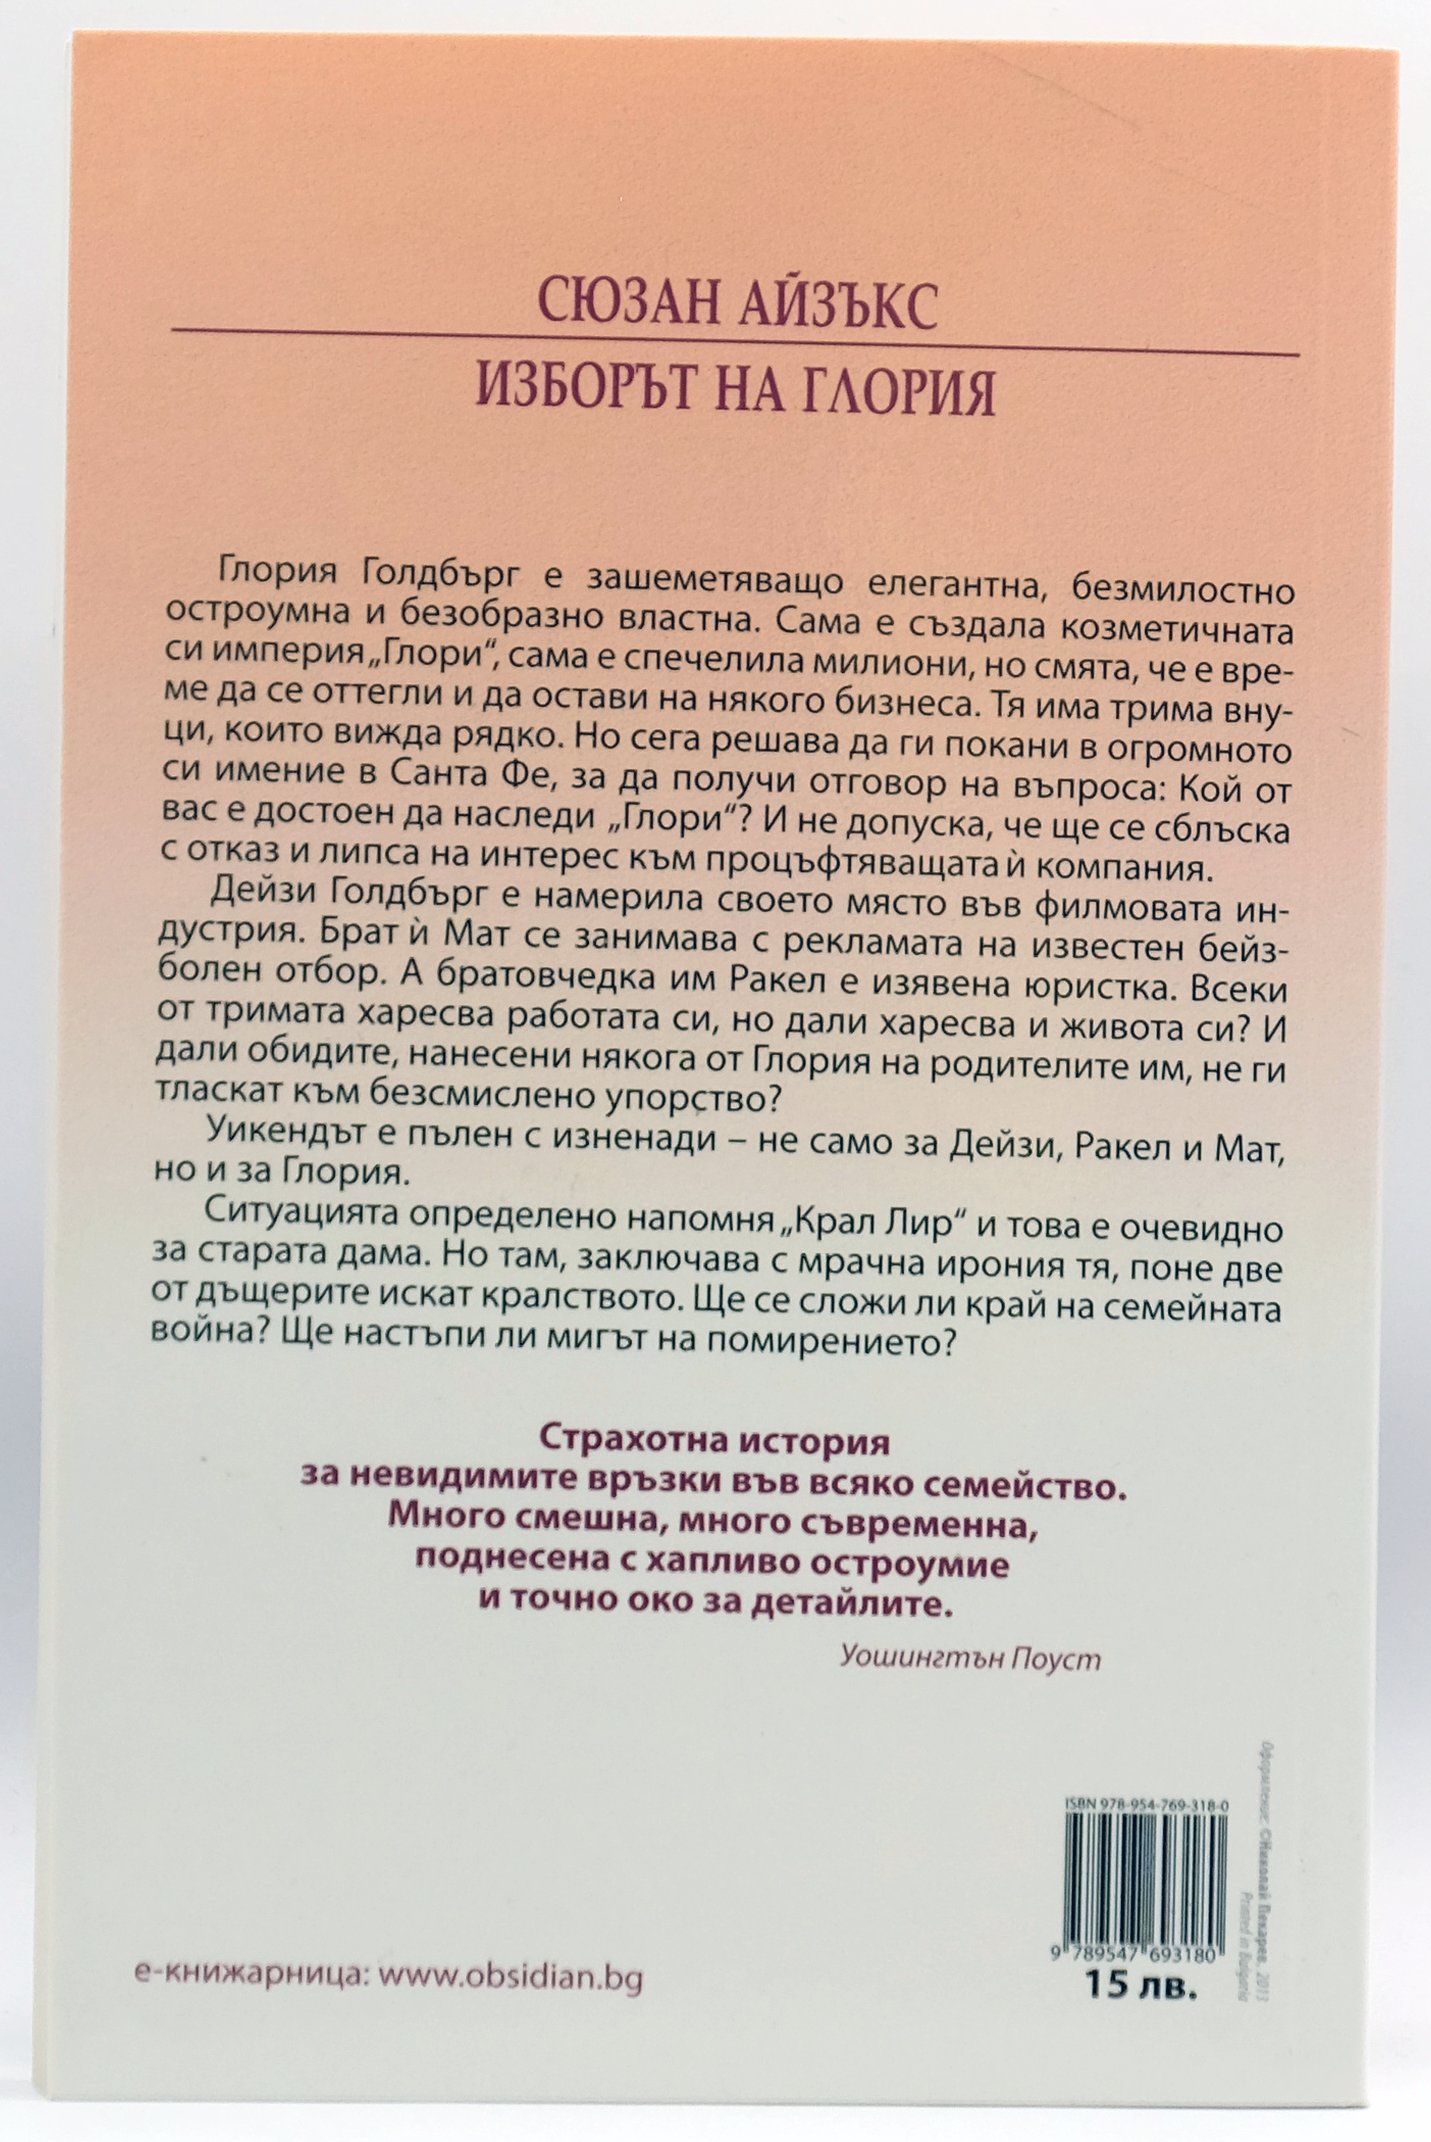 СЮЗАН АЙЗЪКС
ИЗБОРЪТ НА ГЛОРИЯ
Глория Голдбърг е зашеметяващо елегантна, безмилостно
остроумна и безобразно властна. Сама е създала козметичната
си империя „Глори“, сама е спечелила милиони, но смята, че е вре-
ме да се оттегли и да остави на някого бизнеса. Тя има трима вну-
ци, които вижда рядко. Но сега решава да ги покани в огромното
си имение в Санта Фе, за да получи отговор на въпроса: Кой от
вас е достоен да наследи „Глори“? И не допуска, че ще се сблъска
с отказ и липса на интерес към процъфтяващата ѝ компания.
Дейзи Голдбърг е намерила своето място във филмовата ин-
дустрия. Брат ѝ Мат се занимава с рекламата на известен бейз-
болен отбор. А братовчедка им Ракел е изявена юристка. Всеки
от тримата харесва работата си, но дали харесва и живота си? И
дали обидите, нанесени някога от Глория на родителите им, не ги
тласкат към безсмислено упорство?
Уикендът е пълен с изненади – не само за Дейзи, Ракел и Мат,
но и за Глория.
Ситуацията определено напомня „Крал Лир“ и това е очевидно
за старата дама. Но там, заключава с мрачна ирония тя, поне две
от дъщерите искат кралството. Ще се сложи ли край на семейната
война? Ще настъпи ли мигът на помирението?
Страхотна история
за невидимите връзки във всяко семейство.
Много смешна, много съвременна,
поднесена с хапливо остроумие
и точно око за детайлите.
Уошингтън Поуст
ISBN 978-954-769-318-0
9 789547 693180
15 лв.
е-книжарница: www.obsidian.bg
Оформление: ©Николай Пекарев, 2013
Printed in Bulgaria